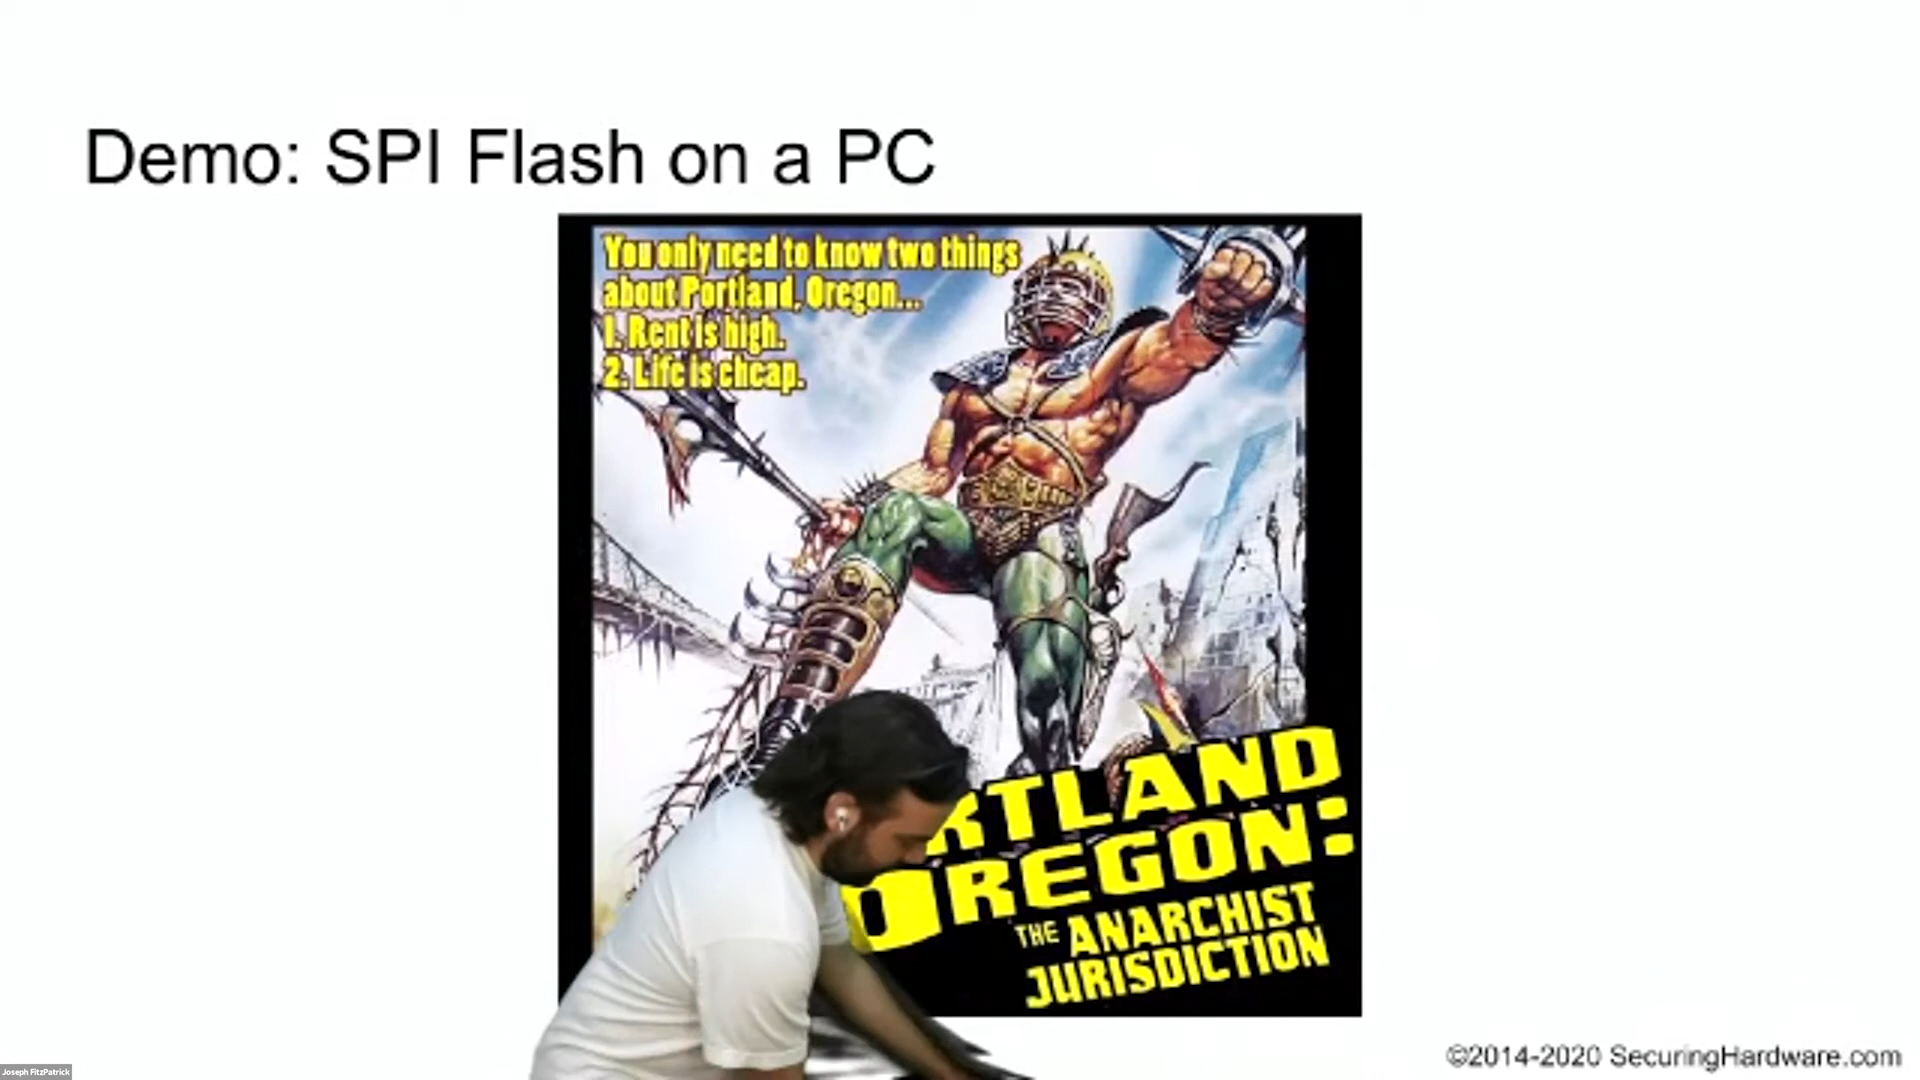 Demo: SPI Flash on a PC
You only need to know two things
about Portland, Oregon...
1. Rent is high.
2. Life is cheap.
RTLAND
OREGON:
THE ANARCHIST
JURISDICTION
Joseph FitzPatrick
©2014-2020 SecuringHardware.com